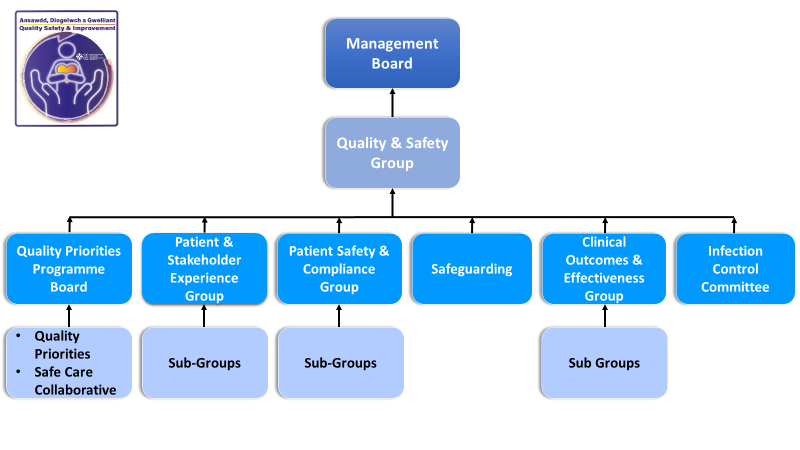 Ansawdd, Diogelwch a Gwelliant
Quality Safety & Improvement
Management
Board
Quality & Safety
Group
Quality Priorities
Programme
Board
Patient &
Stakeholder
Experience
Group
Patient Safety &
Compliance
Group
Safeguarding
Clinical
Outcomes &
Effectiveness
Group
Infection
Control
Committee
• Quality
Priorities
• Safe Care
Collaborative
Sub-Groups
Sub-Groups
Sub Groups